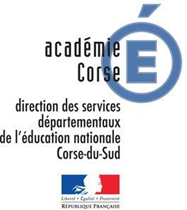 académie
Corse
É
direction des services
départementaux
de l'éducation nationale
Corse-du-Sud
Liberté • Égalité • Fraternité
RÉPUBLIQUE FRANÇAISE